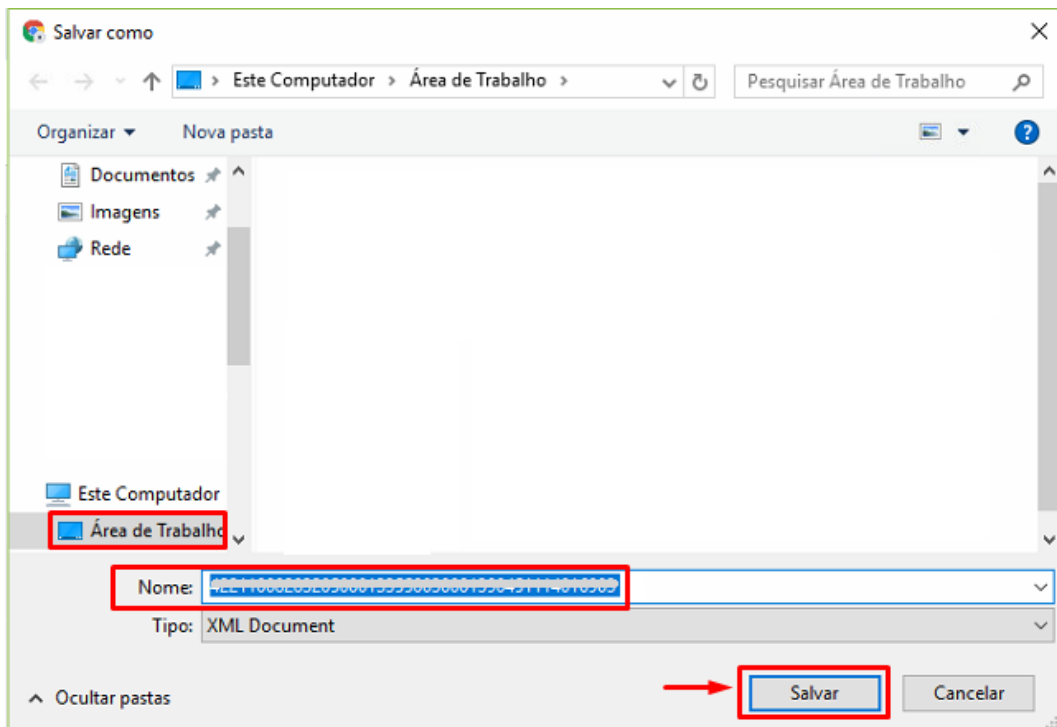 Salvar como
Este Computador > Área de Trabalho >
Pesquisar Área de Trabalho
Organizar
Nova pasta
?
Documentos
Imagens
Rede
Este Computador
Área de Trabalho
Nome:
Tipo: XML Document
Ocultar pastas
Salvar
Cancelar